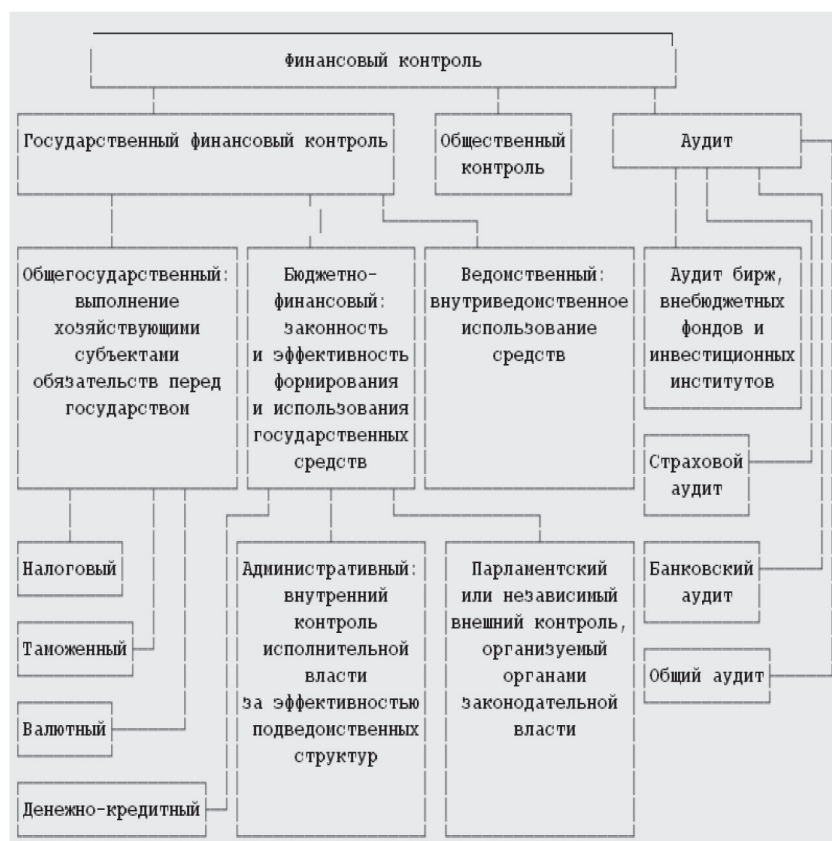 Финансовый контроль
Государственный финансовый контроль
Общественный
контроль
Аудит
Общегосударственный:
выполнение
хозяйствующими
субъектами
обязательств перед
государством
Бюджетно-
финансовый:
законность
и эффективность
формирования
и использования
государственных
средств
Ведомственный:
внутриведомственное
использование
средств
Аудит бирж,
внебюджетных
фондов и
инвестиционных
институтов
Страховой
аудит
Налоговый
Таможенный
Валютный
Денежно-кредитный
Административный:
внутренний
контроль
исполнительной
власти
за эффективностью
подведомственных
структур
Парламентский
или независимый
внешний контроль,
организуемый
органами
законодательной
власти
Банковский
аудит
Общий аудит